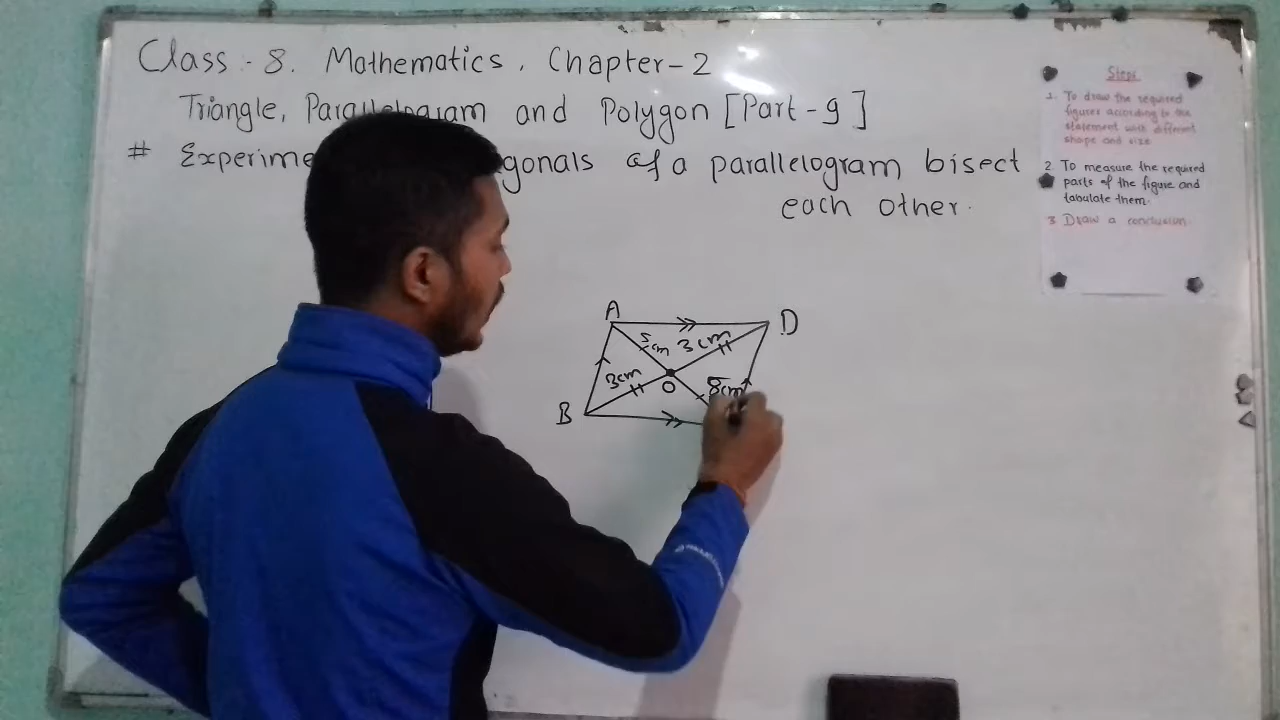 Class - 8. Mathematics, Chapter - 2
Triangle, Parallelogram and Polygon [Part - 9]
# Experime gonals of a parallelogram bisect
each other.
Steps
1. To draw the required
figures according to the
statement with different
shape and size
2. To measure the required
parts of the figure and
tabulate them.
3. Draw a conclusion
A
D
5cm
3cm
3cm
O
B